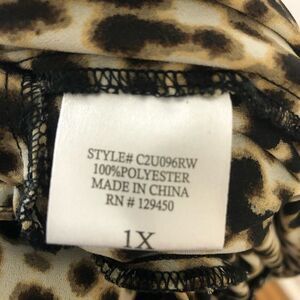 STYLE# C2U096RW
100%POLYESTER
MADE IN CHINA
RN # 129450
1X